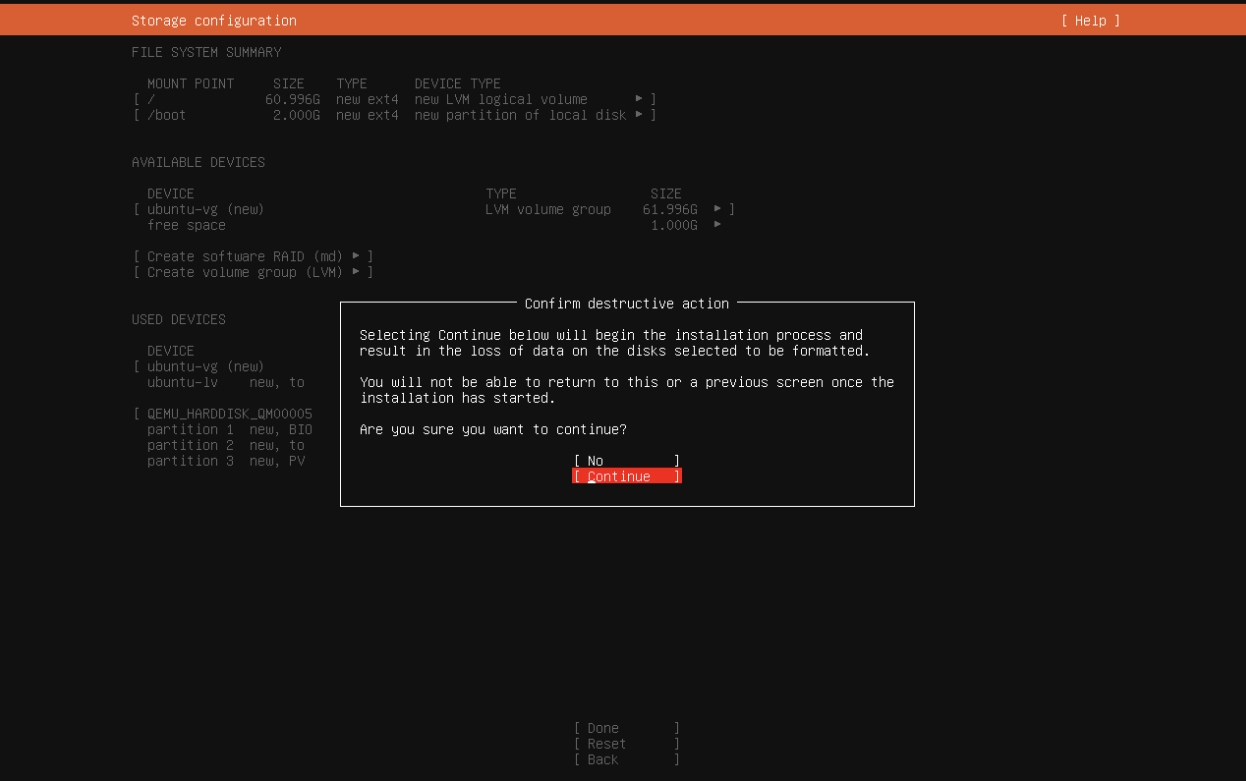 Storage configuration [ Help ]
FILE SYSTEM SUMMARY
MOUNT POINT SIZE TYPE DEVICE TYPE
[ / 60.996G new ext4 new LVM logical volume ▸ ]
[ /boot 2.000G new ext4 new partition of local disk ▸ ]
AVAILABLE DEVICES
DEVICE TYPE SIZE
[ ubuntu-vg (new) LVM volume group 61.996G ▸ ]
free space 1.000G ▸
[ Create software RAID (md) ▸ ]
[ Create volume group (LVM) ▸ ]
USED DEVICES
DEVICE
[ ubuntu-vg (new)
ubuntu-lv new, to
[ QEMU_HARDDISK_QM00005
partition 1 new, BIO
partition 2 new, to
partition 3 new, PV
Confirm destructive action
Selecting Continue below will begin the installation process and
result in the loss of data on the disks selected to be formatted.
You will not be able to return to this or a previous screen once the
installation has started.
Are you sure you want to continue?
[ No ]
[ Continue ]
[ Done ]
[ Reset ]
[ Back ]